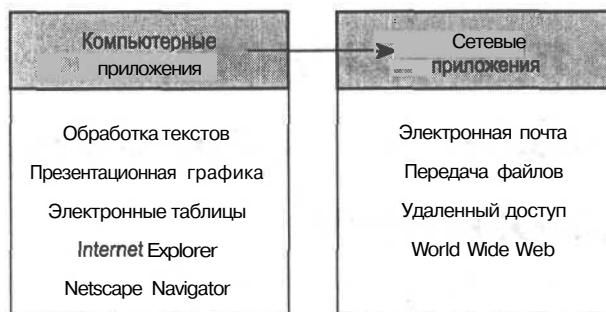 Компьютерные
приложения
Обработка текстов
Презентационная графика
Электронные таблицы
Internet Explorer
Netscape Navigator
Сетевые
приложения
Электронная почта
Передача файлов
Удаленный доступ
World Wide Web